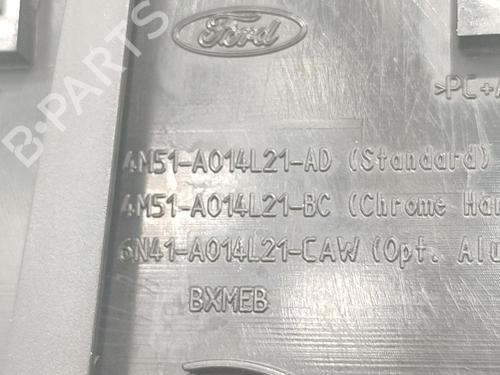 Ford
>PC+A
4M51-A014L21-AD (Standard)
4M51-A014L21-BC (Chrome Han
6N41-A014L21-CAW (Opt. Alu
BXMEB
B-PARTS